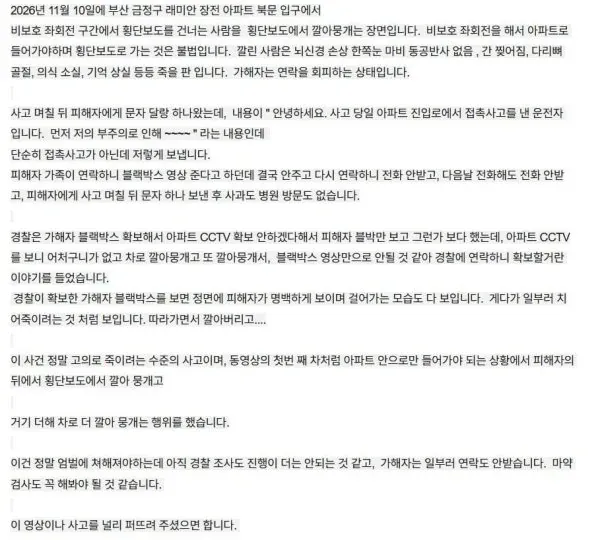 2026년 11월 10일에 부산 금정구 래미안 장전 아파트 북문 입구에서
비보호 좌회전 구간에서 횡단보도를 건너는 사람을 횡단보도에서 깔아뭉개는 장면입니다. 비보호 좌회전을 해서 아파트로
들어가야하며 횡단보도로 가는 것은 불법입니다. 깔린 사람은 뇌신경 손상 한쪽눈 마비 동공반사 없음 , 간 찢어짐, 다리뼈
골절, 의식 소실, 기억 상실 등등 죽을 판 입니다. 가해자는 연락을 회피하는 상태입니다.
사고 며칠 뒤 피해자에게 문자 달랑 하나왔는데, 내용이 " 안녕하세요. 사고 당일 아파트 진입로에서 접촉사고를 낸 운전자
입니다. 먼저 저의 부주의로 인해 ~~~~ " 라는 내용인데
단순히 접촉사고가 아닌데 저렇게 보냅니다.
피해자 가족이 연락하니 블랙박스 영상 준다고 하던데 결국 안주고 다시 연락하니 전화 안받고, 다음날 전화해도 전화 안받
고, 피해자에게 사고 며칠 뒤 문자 하나 보낸 후 사과도 병원 방문도 없습니다.
경찰은 가해자 블랙박스 확보해서 아파트 CCTV 확보 안하겠다해서 피해자 블박만 보고 그런가 보다 했는데, 아파트 CCTV
를 보니 어처구니가 없고 차로 깔아뭉개고 또 깔아뭉개서, 블랙박스 영상만으로 안될 것 같아 경찰에 연락하니 확보할거란
이야기를 들었습니다.
경찰이 확보한 가해자 블랙박스를 보면 정면에 피해자가 명백하게 보이며 걸어가는 모습도 다 보입니다. 게다가 일부러 치
어죽이려는 것 처럼 보입니다. 따라가면서 깔아버리고....
이 사건 정말 고의로 죽이려는 수준의 사고이며, 동영상의 첫번 째 차처럼 아파트 안으로만 들어가야 되는 상황에서 피해자의
뒤에서 횡단보도에서 깔아 뭉개고
거기 더해 차로 더 깔아 뭉개는 행위를 했습니다.
이건 정말 엄벌에 쳐해져야하는데 아직 경찰 조사도 진행이 더는 안되는 것 같고, 가해자는 일부러 연락도 안받습니다. 마약
검사도 꼭 해봐야 될 것 같습니다.
이 영상이나 사고를 널리 퍼뜨려 주셨으면 합니다.